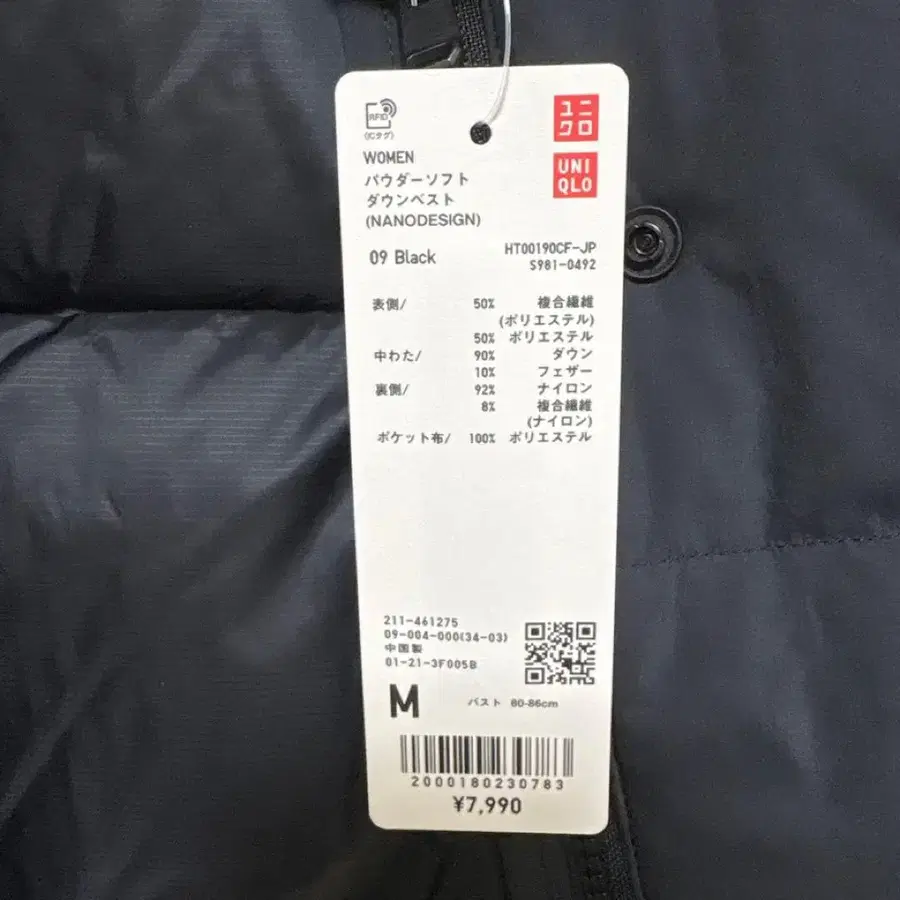 RFID
(ICタグ)
ユニ
クロ
UNI
QLO
WOMEN
パウダーソフト
ダウンベスト
(NANODESIGN)
09 Black
HT00190CF-JP
S981-0492
表側/ 50% 複合繊維
(ポリエステル)
50% ポリエステル
中わた/ 90% ダウン
10% フェザー
裏側/ 92% ナイロン
8% 複合繊維
(ナイロン)
ポケット布/ 100% ポリエステル
211-461275
09-004-000(34-03)
中国製
01-21-3F005B
M バスト 80-86cm
2000180230783
¥7,990